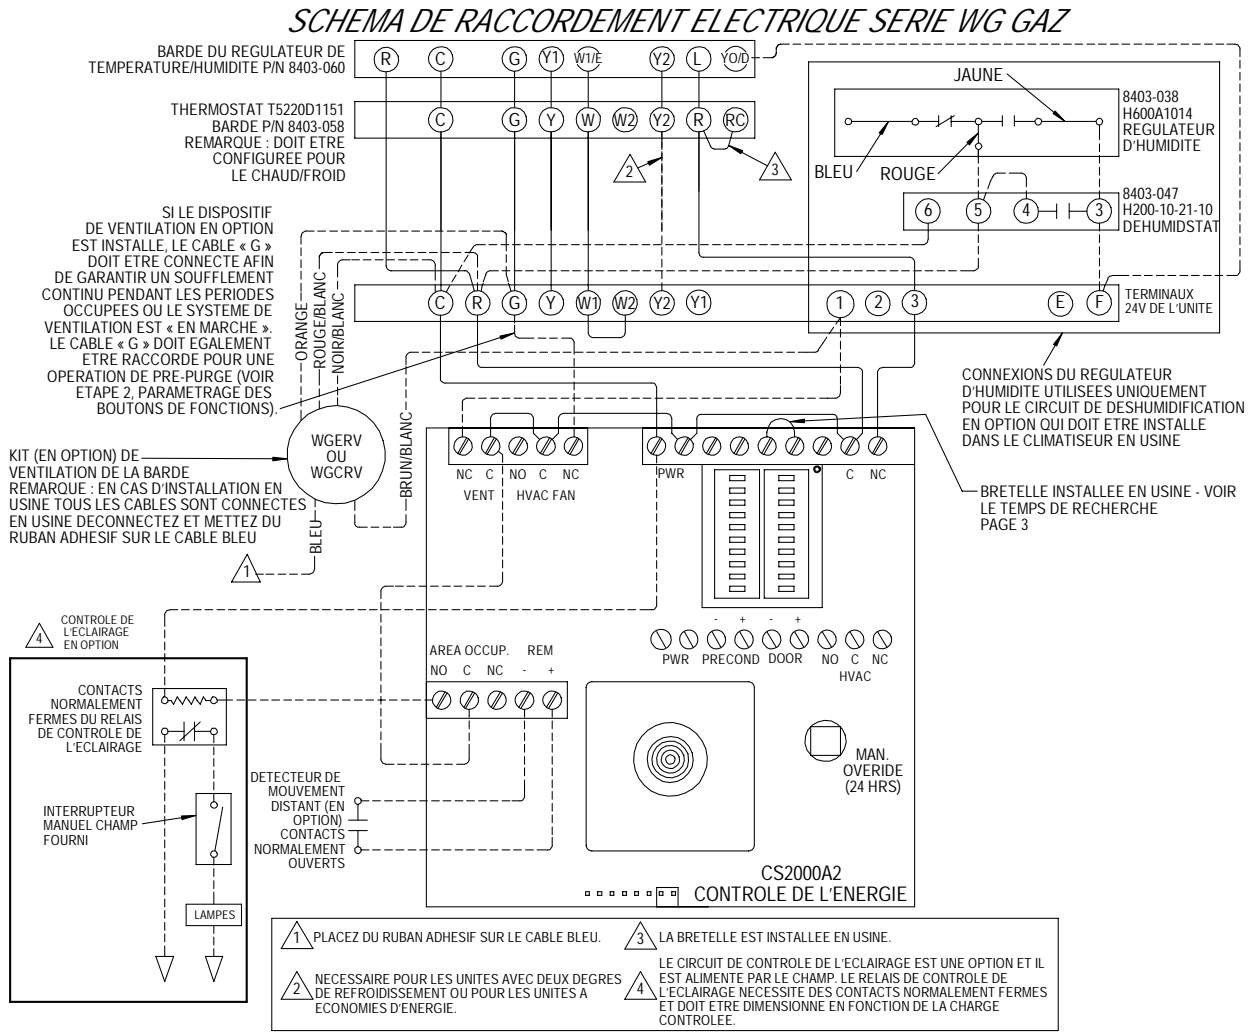 SCHEMA DE RACCORDEMENT ELECTRIQUE SERIE WG GAZ
BARDE DU REGULATEUR DE
TEMPERATURE/HUMIDITE P/N 8403-060
R C G Y1 W1/E Y2 L YO/D
THERMOSTAT T5220D1151
BARDE P/N 8403-058
REMARQUE : DOIT ETRE
CONFIGUREE POUR
LE CHAUD/FROID
C G Y W W2 Y2 R RC
2
3
JAUNE
BLEU
ROUGE
8403-038
H600A1014
REGULATEUR
D'HUMIDITE
6 5 4 3
8403-047
H200-10-21-10
DEHUMIDSTAT
SI LE DISPOSITIF
DE VENTILATION EN OPTION
EST INSTALLE, LE CABLE « G »
DOIT ETRE CONNECTE AFIN
DE GARANTIR UN SOUFFLEMENT
CONTINU PENDANT LES PERIODES
OCCUPEES OU LE SYSTEME DE
VENTILATION EST « EN MARCHE ».
LE CABLE « G » DOIT EGALEMENT
ETRE RACCORDE POUR UNE
OPERATION DE PRE-PURGE (VOIR
ETAPE 2, PARAMETRAGE DES
BOUTONS DE FONCTIONS).
ORANGE
ROUGE/BLANC
NOIR/BLANC
C R G Y W1 W2 Y2 Y1 1 2 3 E F
TERMINAUX
24V DE L'UNITE
CONNEXIONS DU REGULATEUR
D'HUMIDITE UTILISEES UNIQUEMENT
POUR LE CIRCUIT DE DESHUMIDIFICATION
EN OPTION QUI DOIT ETRE INSTALLE
DANS LE CLIMATISEUR EN USINE
WGERV
OU
WGCRV
BRUN/BLANC
BLEU
KIT (EN OPTION) DE
VENTILATION DE LA BARDE
REMARQUE : EN CAS D'INSTALLATION EN
USINE TOUS LES CABLES SONT CONNECTES
EN USINE DECONNECTEZ ET METTEZ DU
RUBAN ADHESIF SUR LE CABLE BLEU
1
NC C NO C NC
VENT HVAC FAN
PWR C NC
BRETELLE INSTALLEE EN USINE - VOIR
LE TEMPS DE RECHERCHE
PAGE 3
- + - +
PWR PRECOND DOOR NO C NC
HVAC
4
CONTROLE DE
L'ECLAIRAGE
EN OPTION
AREA OCCUP. REM
NO C NC - +
CONTACTS
NORMALEMENT
FERMES DU RELAIS
DE CONTROLE DE
L'ECLAIRAGE
INTERRUPTEUR
MANUEL CHAMP
FOURNI
LAMPES
DETECTEUR DE
MOUVEMENT
DISTANT (EN
OPTION)
CONTACTS
NORMALEMENT
OUVERTS
MAN.
OVERIDE
(24 HRS)
CS2000A2
CONTROLE DE L'ENERGIE
1 PLACEZ DU RUBAN ADHESIF SUR LE CABLE BLEU.
2 NECESSAIRE POUR LES UNITES AVEC DEUX DEGRES
DE REFROIDISSEMENT OU POUR LES UNITES A
ECONOMIES D'ENERGIE.
3 LA BRETELLE EST INSTALLEE EN USINE.
4 LE CIRCUIT DE CONTROLE DE L'ECLAIRAGE EST UNE OPTION ET IL
EST ALIMENTE PAR LE CHAMP. LE RELAIS DE CONTROLE DE
L'ECLAIRAGE NECESSITE DES CONTACTS NORMALEMENT FERMES
ET DOIT ETRE DIMENSIONNE EN FONCTION DE LA CHARGE
CONTROLEE.